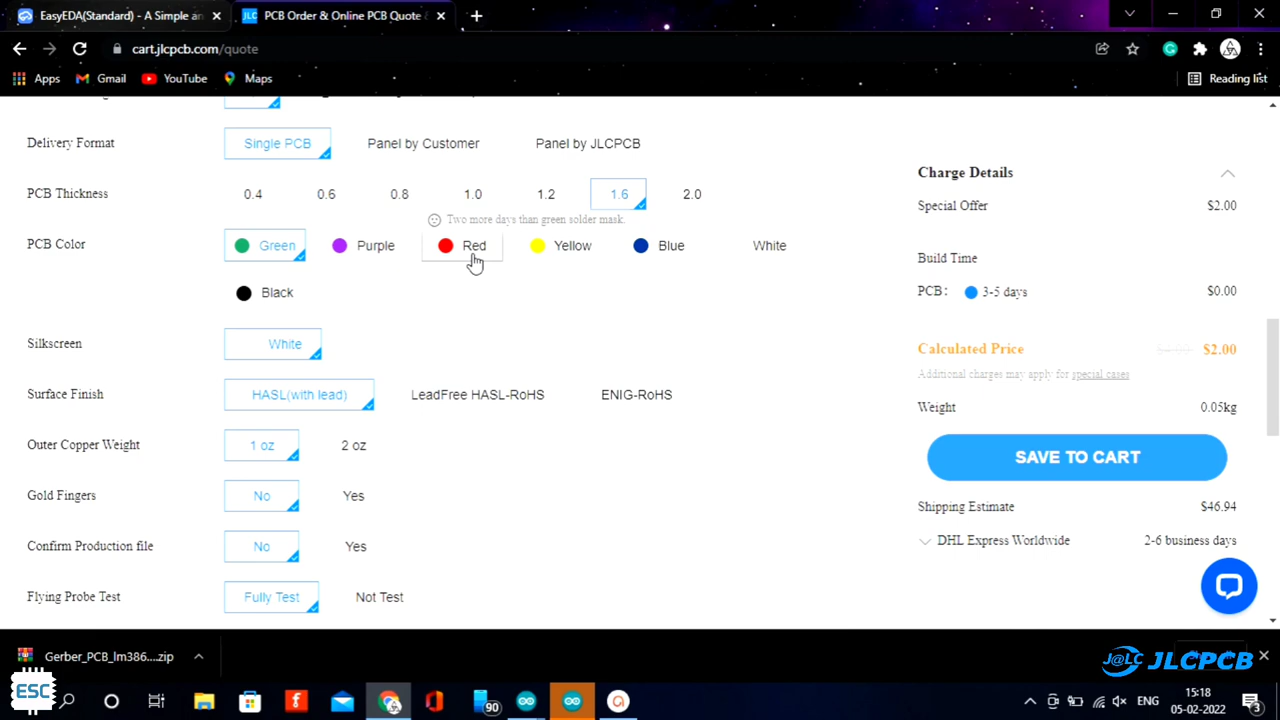 EasyEDA(Standard) - A Simple an
PCB Order & Online PCB Quote &
cart.jlcpcb.com/quote
Apps Gmail YouTube Maps Reading list
Delivery Format Single PCB Panel by Customer Panel by JLCPCB
PCB Thickness 0.4 0.6 0.8 1.0 1.2 1.6 2.0
Two more days than green solder mask.
PCB Color Green Purple Red Yellow Blue White
Black
Silkscreen White
Surface Finish HASL(with lead) LeadFree HASL-RoHS ENIG-RoHS
Outer Copper Weight 1 oz 2 oz
Gold Fingers No Yes
Confirm Production file No Yes
Flying Probe Test Fully Test Not Test
Charge Details
Special Offer $2.00
Build Time
PCB: 3-5 days $0.00
Calculated Price $2.00
Additional charges may apply for special cases
Weight 0.05kg
SAVE TO CART
Shipping Estimate $46.94
DHL Express Worldwide 2-6 business days
Gerber_PCB_lm386....zip
J@LC JLCPCB
ESC
90
ENG
15:18
05-02-2022
3